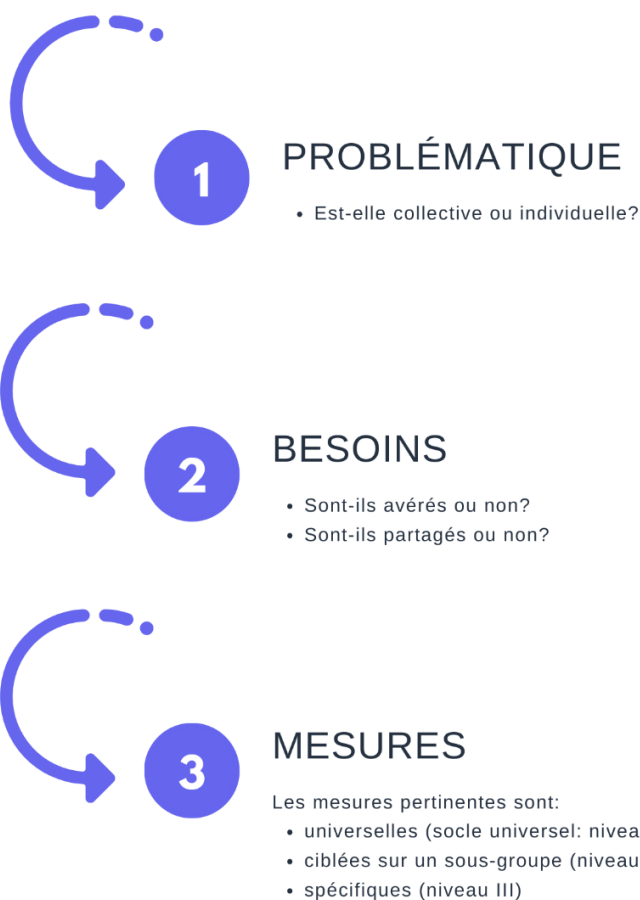 1
PROBLÉMATIQUE
• Est-elle collective ou individuelle?
2
BESOINS
• Sont-ils avérés ou non?
• Sont-ils partagés ou non?
3
MESURES
Les mesures pertinentes sont:
• universelles (socle universel:
• ciblées sur un sous-groupe (niveau
• spécifiques (niveau III)